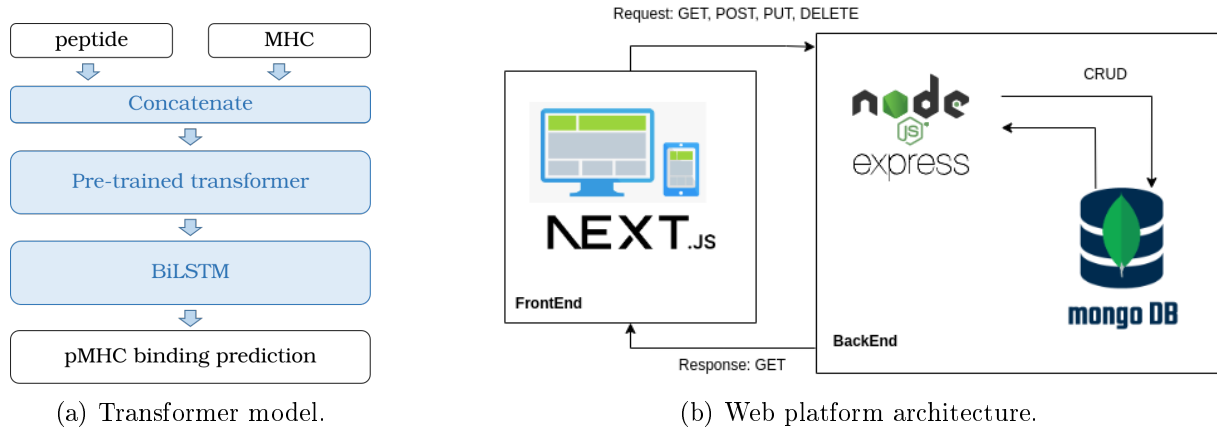 peptide
MHC
Concatenate
Pre-trained transformer
BiLSTM
pMHC binding prediction
(a) Transformer model.
Request: GET, POST, PUT, DELETE
NEXT.JS
FrontEnd
node
JS
express
CRUD
mongo DB
BackEnd
Response: GET
(b) Web platform architecture.